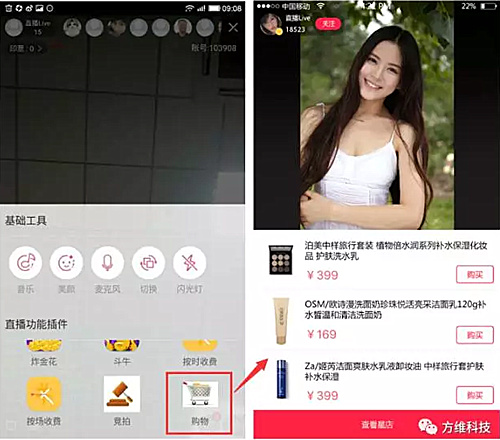 09:08
直播Live
15
印票：0
账号:103908
基础工具
音乐
美颜
麦克风
切换
闪光灯
直播功能插件
炸金花
斗牛
按时收费
按场收费
竟拍
购物
中国移动
22%
直播Live
18523
关注
泊美中样旅行套装 植物倍水润系列补水保湿化妆
品 护肤洗水乳
¥ 399
购买
OSM/欧诗漫洗面奶珍珠悦活亮采洁面乳120g补
水皙温和清洁洗面奶
¥ 169
购买
Za/姬芮洁面爽肤水乳液卸妆油 中样旅行套护肤
补水保湿
¥ 399
购买
查看星店
方维科技